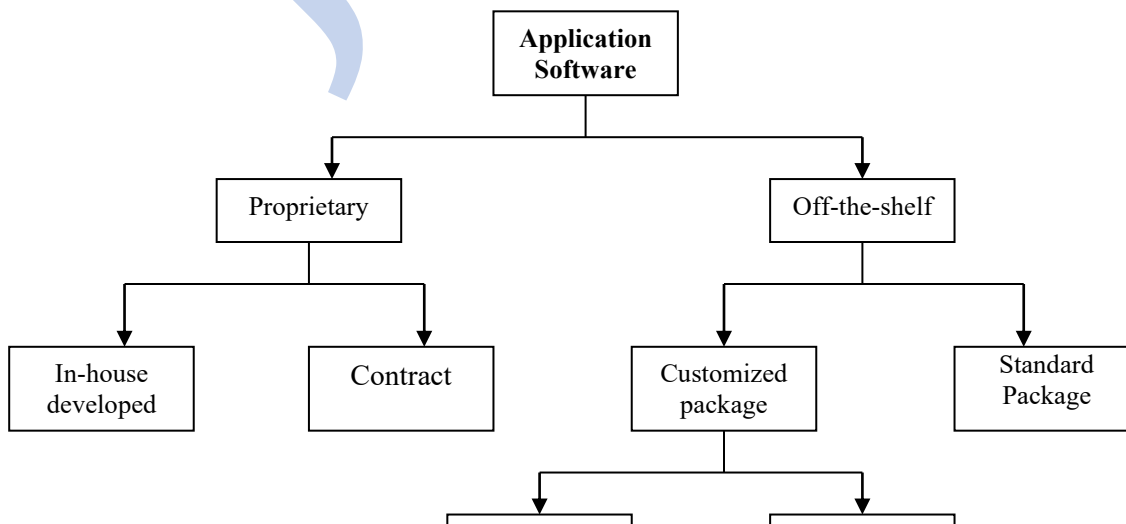 Application
Software
Proprietary
Off-the-shelf
In-house
developed
Contract
Customized
package
Standard
Package